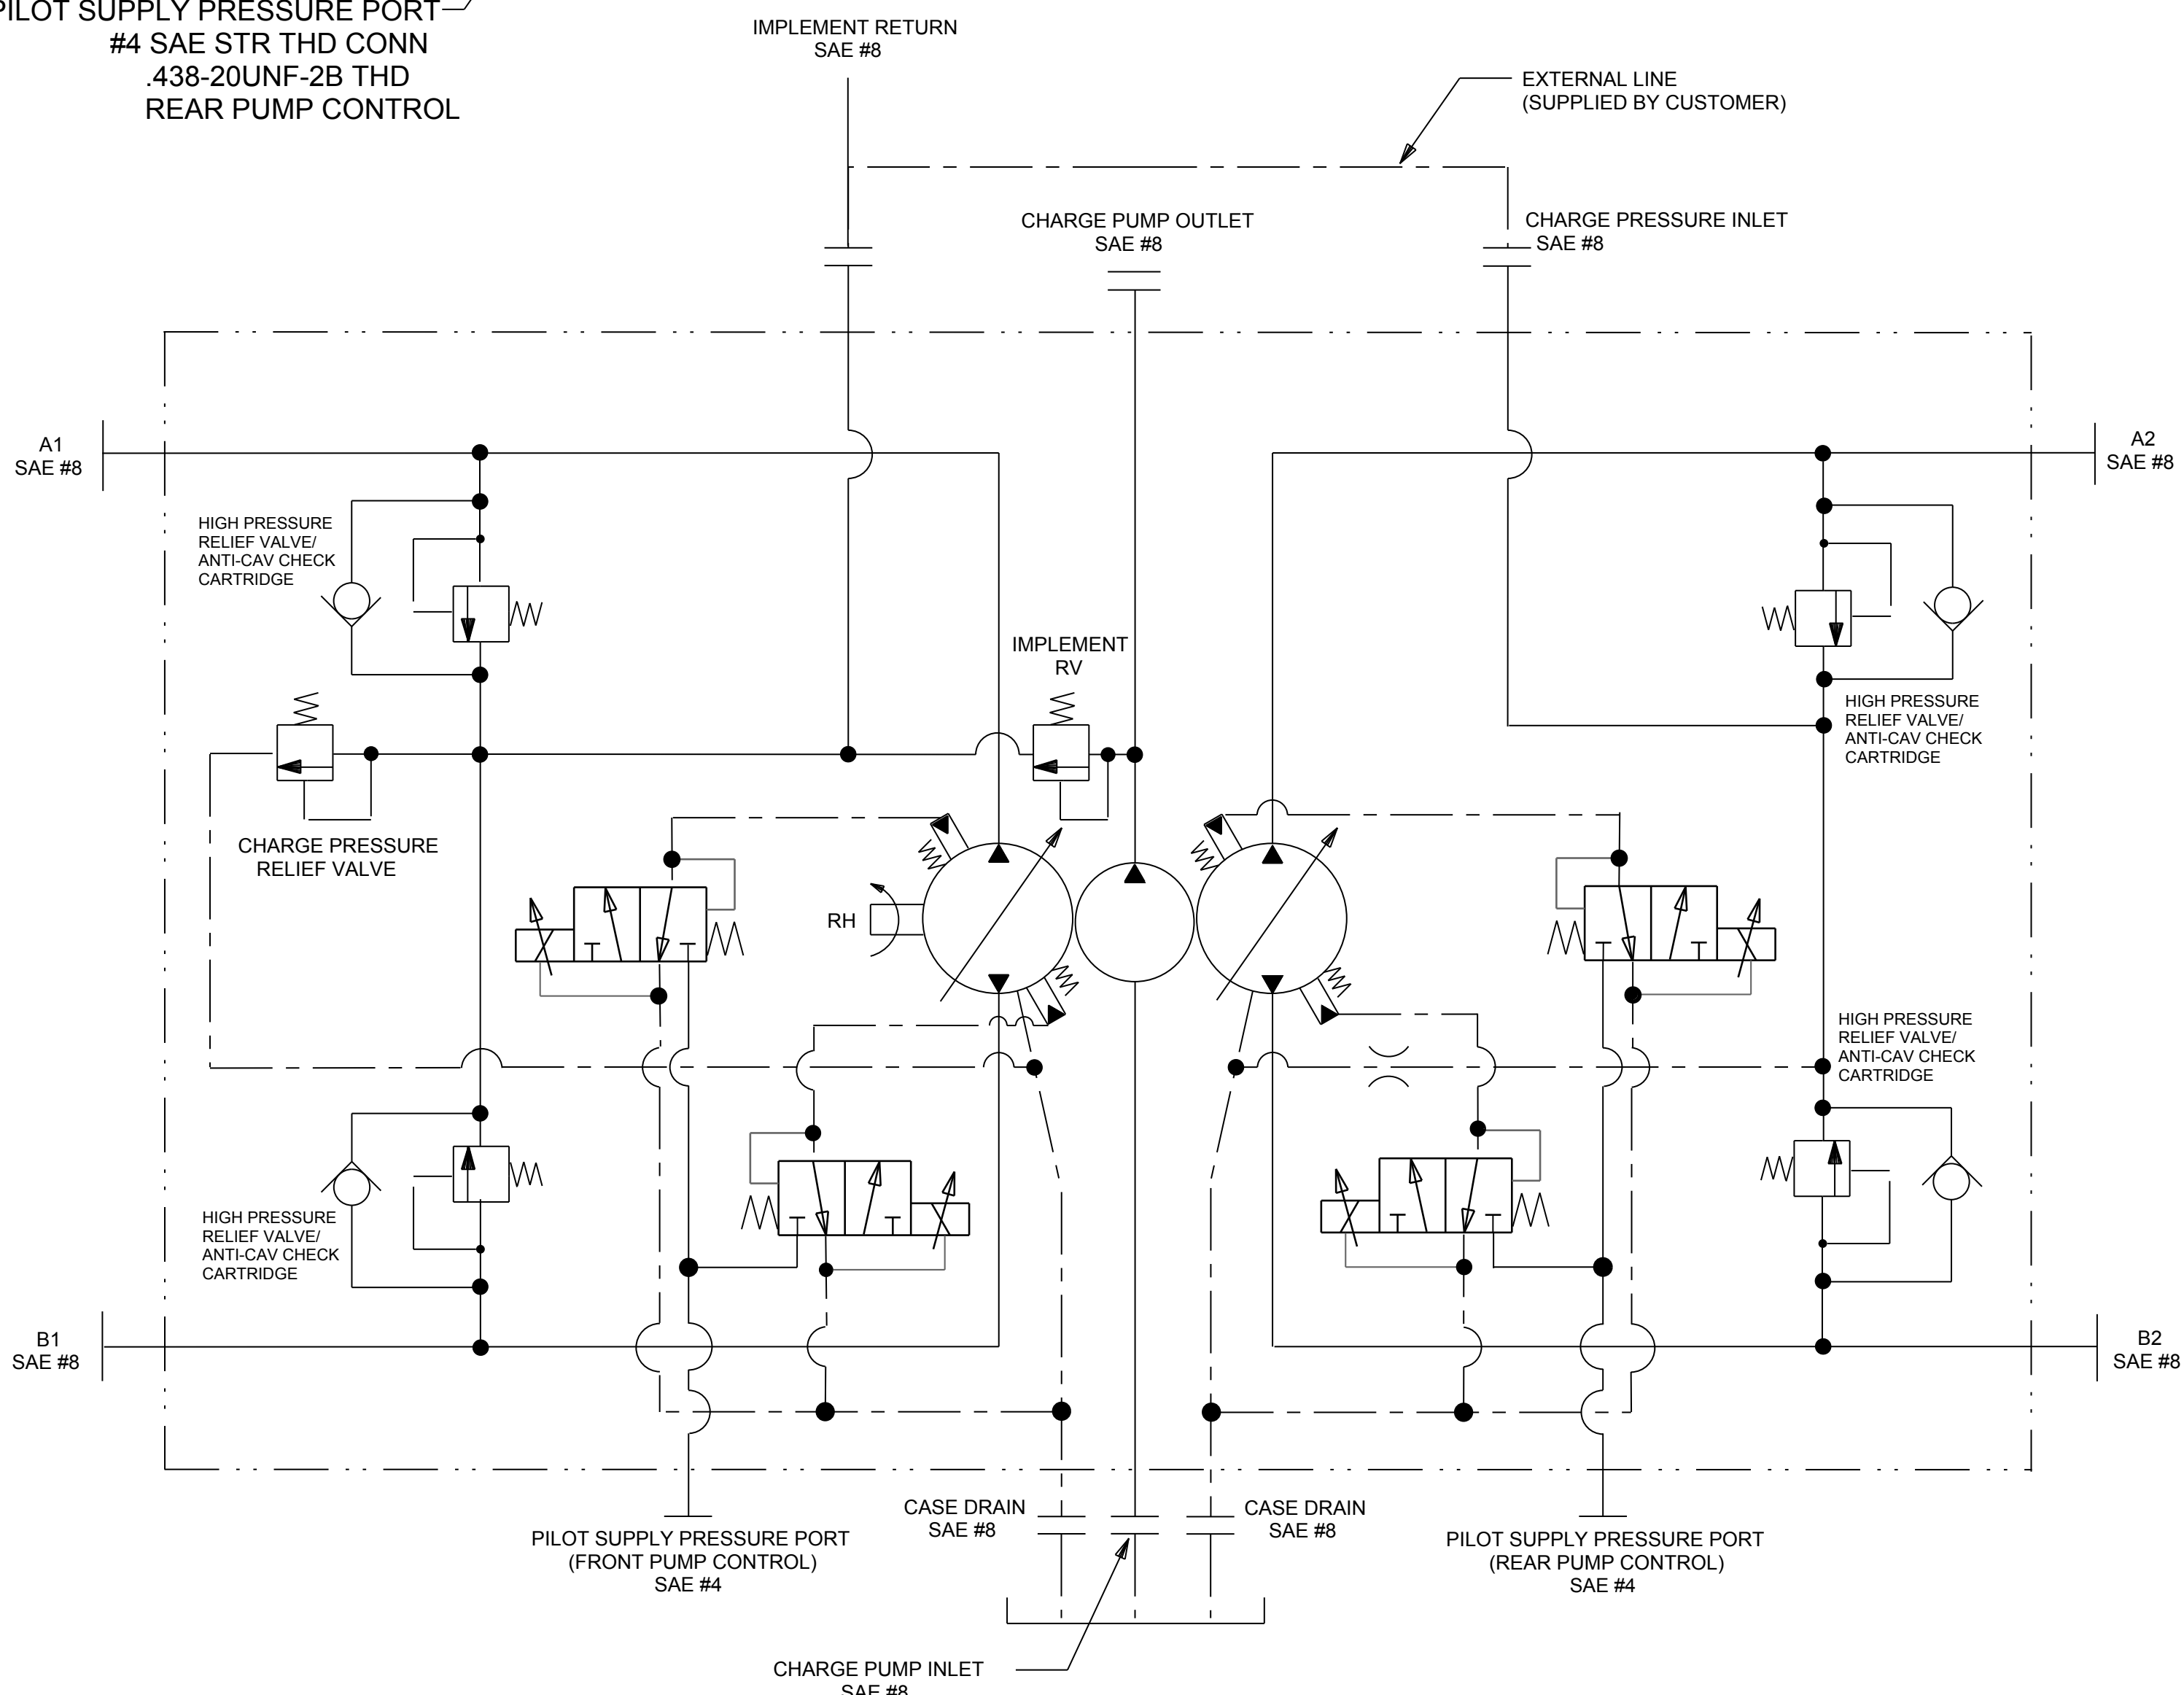 PILOT SUPPLY PRESSURE PORT
#4 SAE STR THD CONN
.438-20UNF-2B THD
REAR PUMP CONTROL
IMPLEMENT RETURN
SAE #8
EXTERNAL LINE
(SUPPLIED BY CUSTOMER)
CHARGE PUMP OUTLET
SAE #8
CHARGE PRESSURE INLET
SAE #8
A1
SAE #8
A2
SAE #8
HIGH PRESSURE
RELIEF VALVE/
ANTI-CAV CHECK
CARTRIDGE
IMPLEMENT
RV
HIGH PRESSURE
RELIEF VALVE/
ANTI-CAV CHECK
CARTRIDGE
CHARGE PRESSURE
RELIEF VALVE
RH
HIGH PRESSURE
RELIEF VALVE/
ANTI-CAV CHECK
CARTRIDGE
HIGH PRESSURE
RELIEF VALVE/
ANTI-CAV CHECK
CARTRIDGE
B1
SAE #8
B2
SAE #8
CASE DRAIN
SAE #8
CASE DRAIN
SAE #8
PILOT SUPPLY PRESSURE PORT
(FRONT PUMP CONTROL)
SAE #4
PILOT SUPPLY PRESSURE PORT
(REAR PUMP CONTROL)
SAE #4
CHARGE PUMP INLET
SAE #8